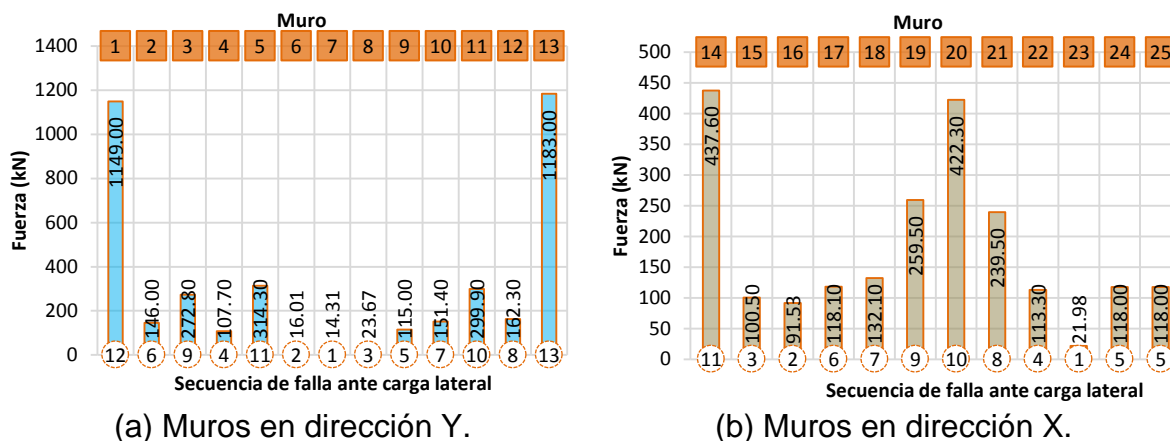 Muro
1 2 3 4 5 6 7 8 9 10 11 12 13
1400
1200
1000
800
600
400
200
0
Fuerza (kN)
1149.00 146.00 272.80 107.70 314.30 16.01 14.31 23.67 115.00 151.40 299.90 162.30 1183.00
12 6 9 4 11 2 1 3 5 7 10 8 13
Secuencia de falla ante carga lateral
(a) Muros en dirección Y.
Muro
14 15 16 17 18 19 20 21 22 23 24 25
500
450
400
350
300
250
200
150
100
50
0
Fuerza (kN)
437.60 100.50 91.53 118.10 132.10 259.50 422.30 239.50 113.30 21.98 118.00 118.00
11 3 2 6 7 9 10 8 4 1 5 5
Secuencia de falla ante carga lateral
(b) Muros en dirección X.